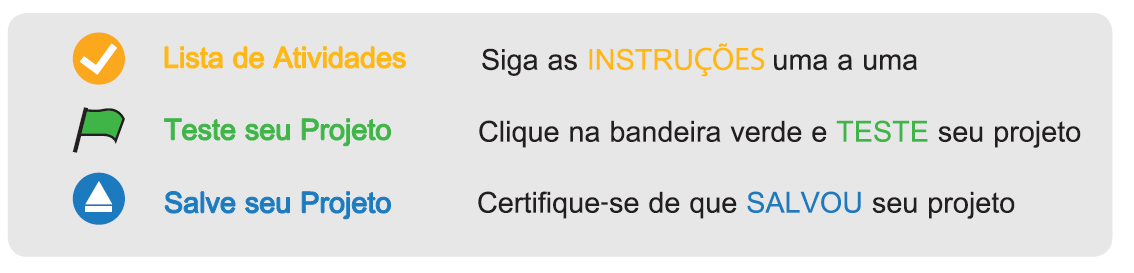 Lista de Atividades Siga as INSTRUÇÕES uma a uma
Teste seu Projeto Clique na bandeira verde e TESTE seu projeto
Salve seu Projeto Certifique-se de que SALVOU seu projeto